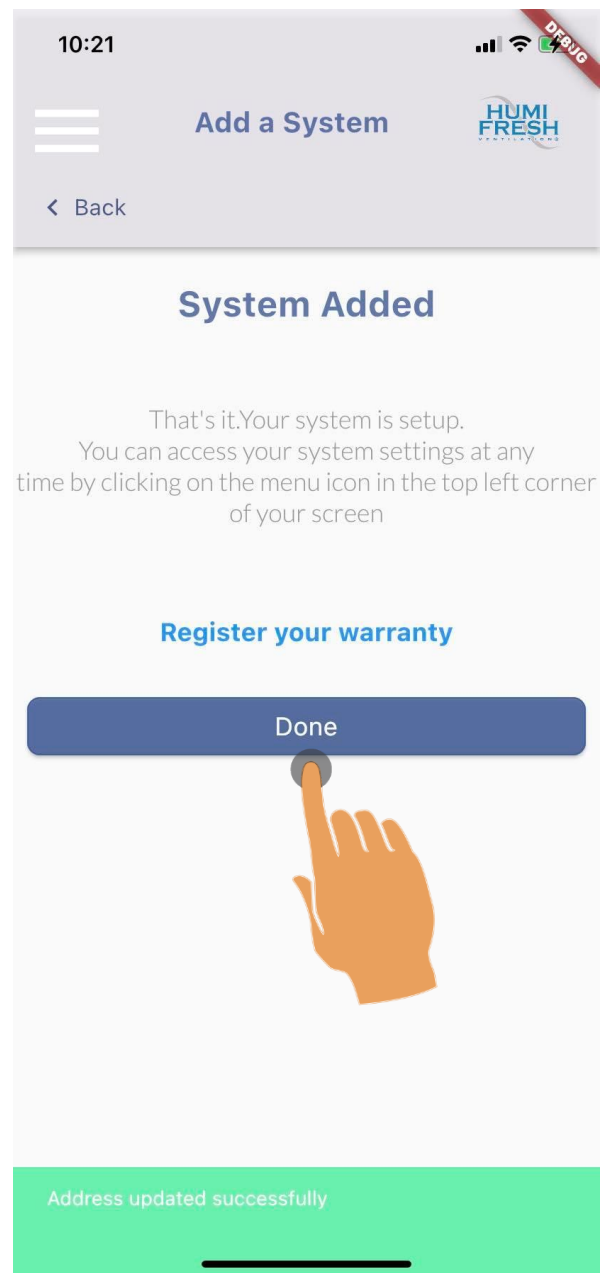 10:21
DEBUG
Add a System
HUMI
FRESH
VENTILATIONS
Back
System Added
That's it.Your system is setup.
You can access your system settings at any
time by clicking on the menu icon in the top left corner
of your screen
Register your warranty
Done
Address updated successfully